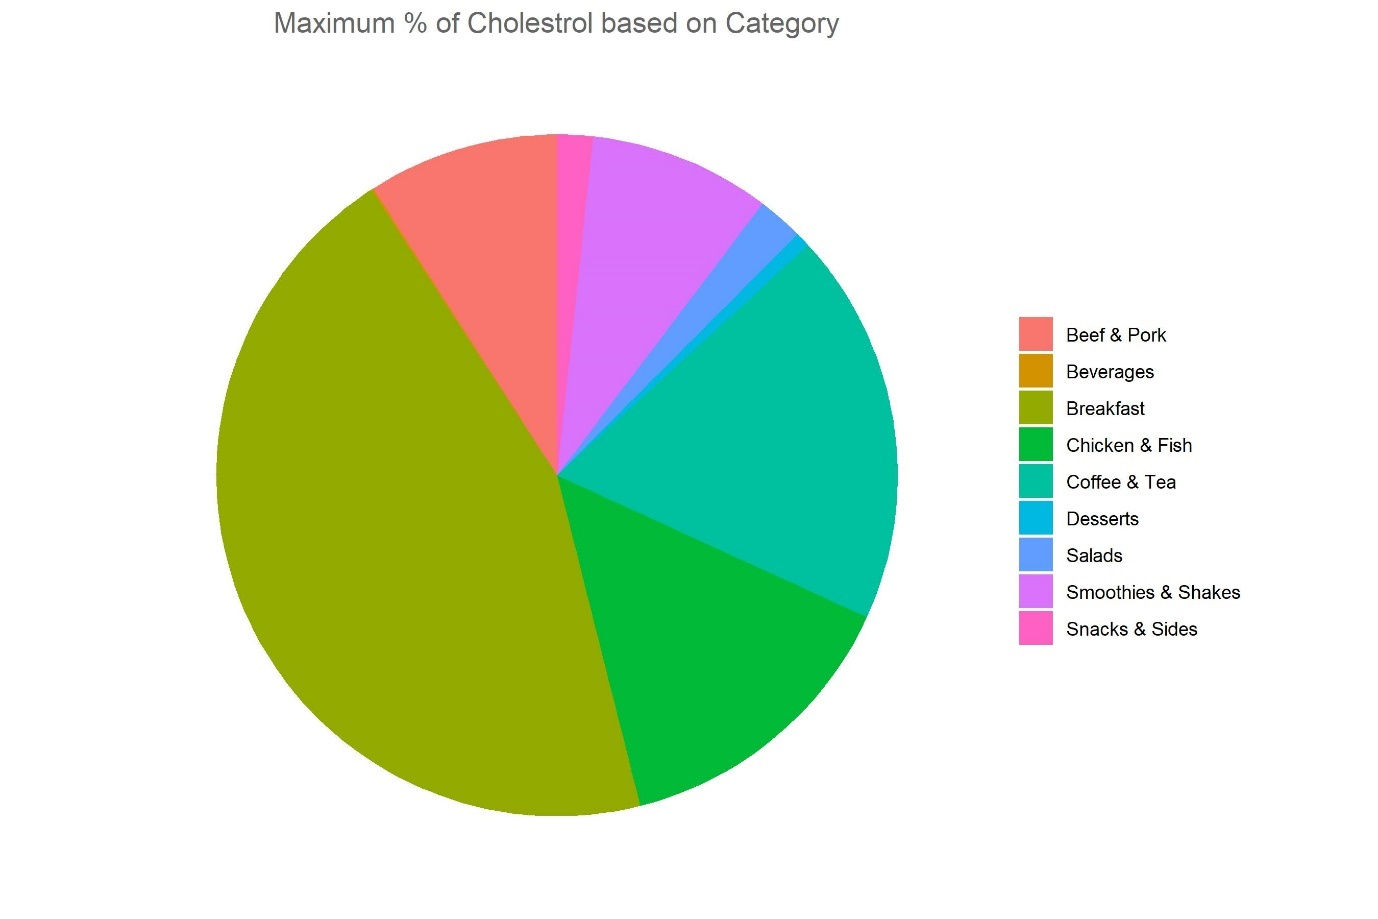 Maximum % of Cholestrol based on Category
Beef & Pork
Beverages
Breakfast
Chicken & Fish
Coffee & Tea
Desserts
Salads
Smoothies & Shakes
Snacks & Sides